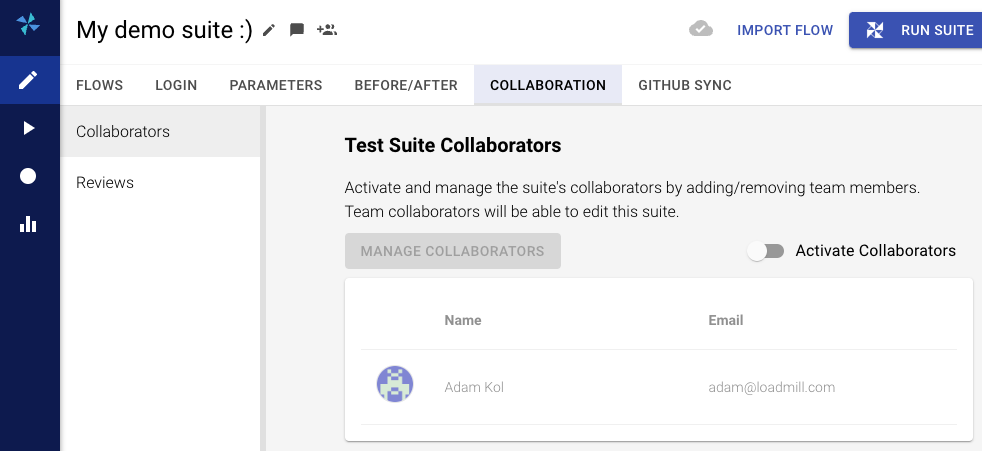 My demo suite :)
IMPORT FLOW
RUN SUITE
FLOWS
LOGIN
PARAMETERS
BEFORE/AFTER
COLLABORATION
GITHUB SYNC
Collaborators
Reviews
Test Suite Collaborators
Activate and manage the suite's collaborators by adding/removing team members.
Team collaborators will be able to edit this suite.
MANAGE COLLABORATORS
Activate Collaborators
Name
Email
Adam Kol
adam@loadmill.com